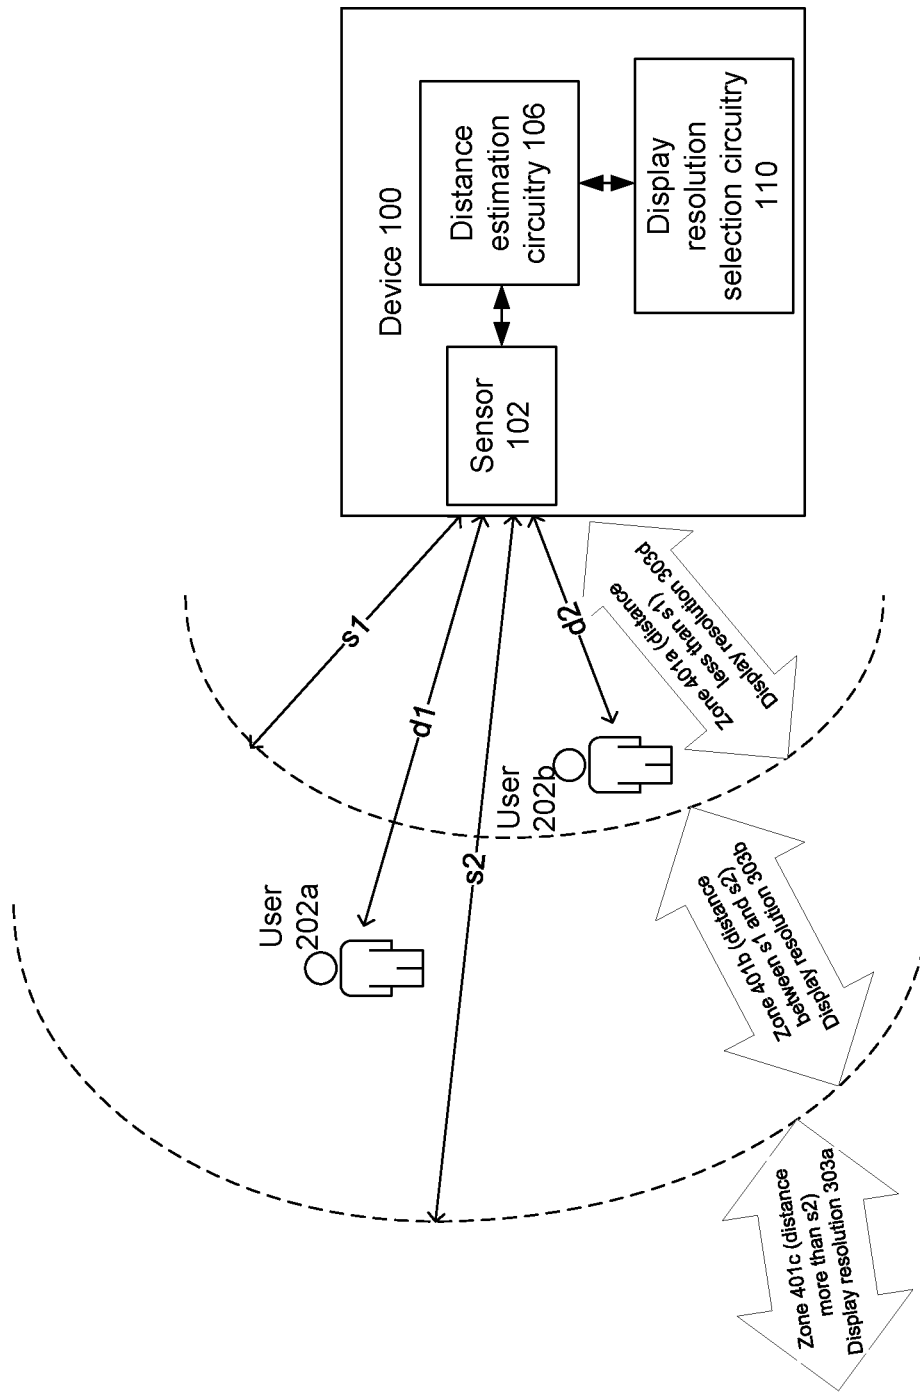 Device 100
Distance
estimation
circuitry 106
Display
resolution
selection circuitry
110
Sensor
102
s1
d1
s2
d2
User
202a
User
202b
Zone 401a (distance
less than s1)
Display resolution 303d
Zone 401b (distance
between s1 and s2)
Display resolution 303b
Zone 401c (distance
more than s2)
Display resolution 303a